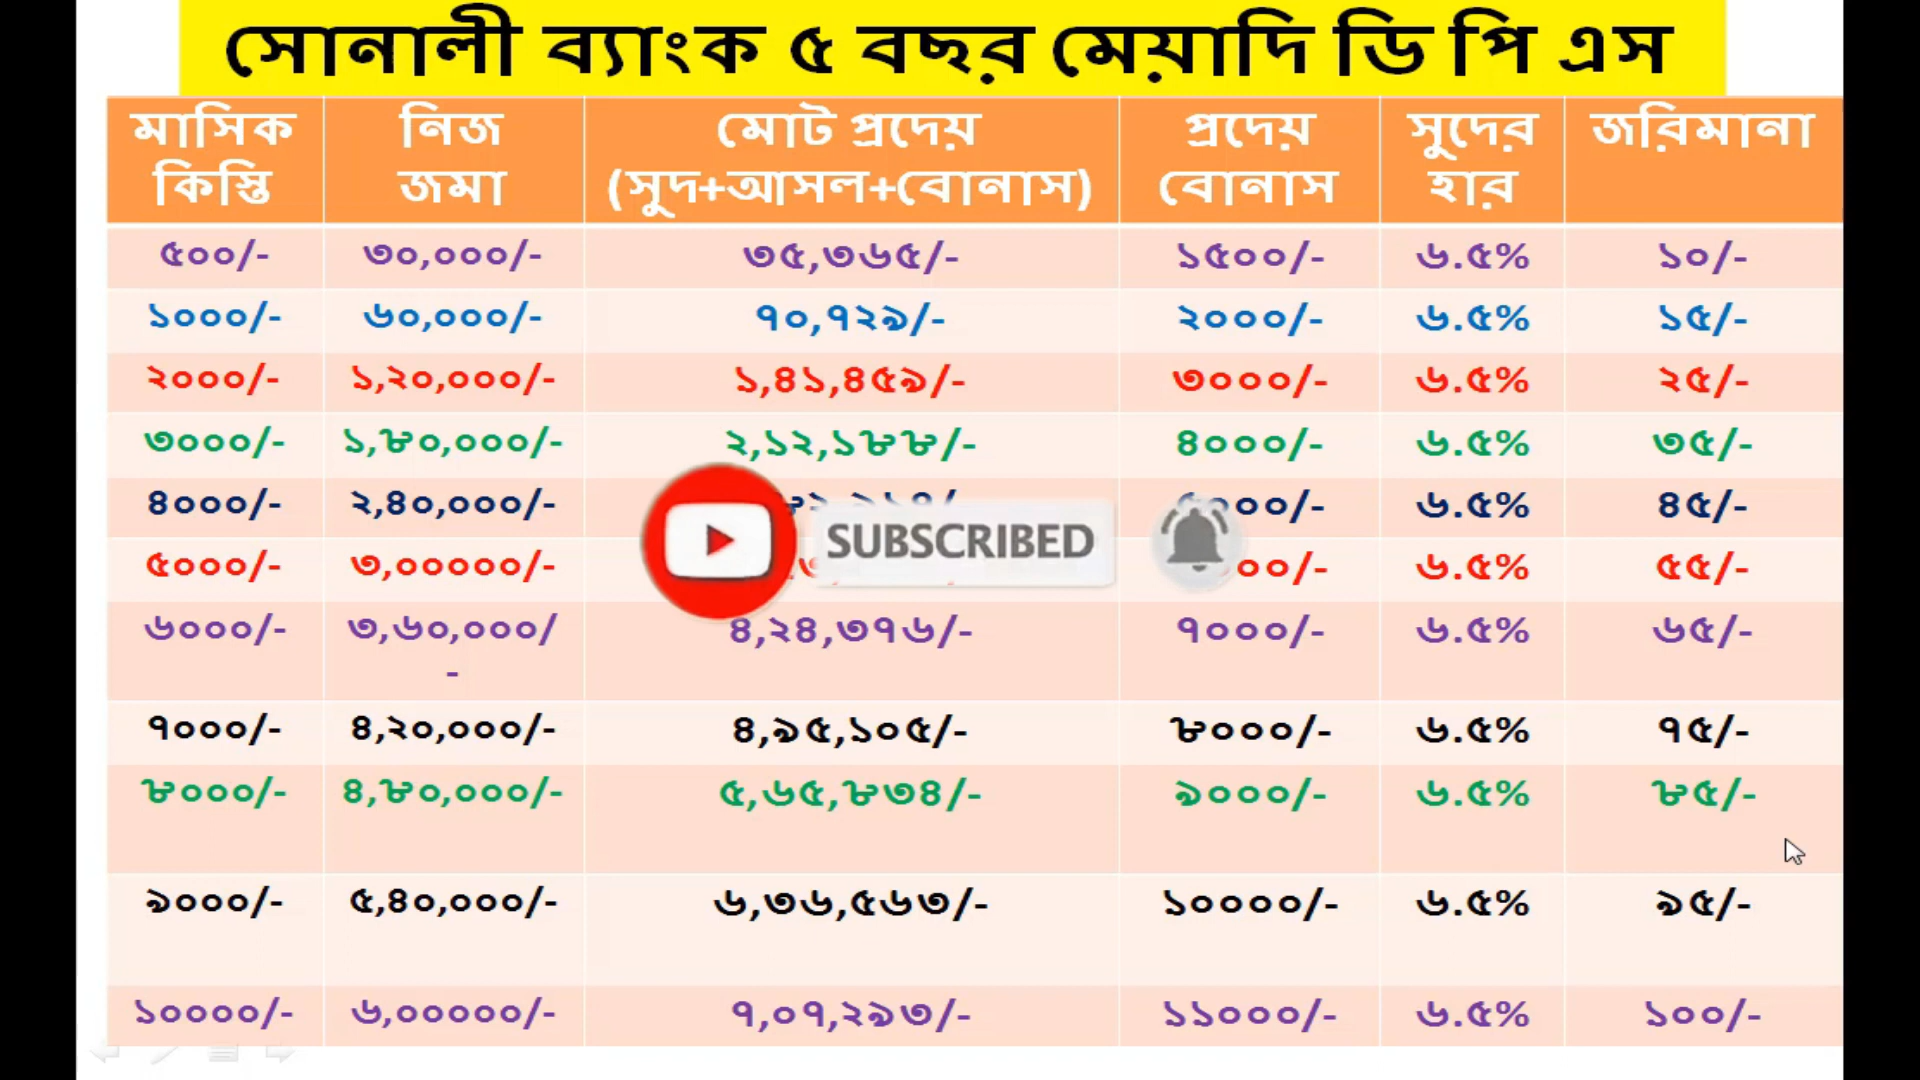 সোনালী ব্যাংক ৫ বছর মেয়াদি ডি পি এস
মাসিক কিস্তি নিজ জমা মোট প্রদেয় (সুদ+আসল+বোনাস) প্রদেয় বোনাস সুদের হার জরিমানা
৫০০/- ৩০,০০০/- ৩৫,৩৬৫/- ১৫০০/- ৬.৫% ১০/-
১০০০/- ৬০,০০০/- ৭০,৭২৯/- ২০০০/- ৬.৫% ১৫/-
২০০০/- ১,২০,০০০/- ১,৪১,৪৫৯/- ৩০০০/- ৬.৫% ২৫/-
৩০০০/- ১,৮০,০০০/- ২,১২,১৮৮/- ৪০০০/- ৬.৫% ৩৫/-
৪০০০/- ২,৪০,০০০/- ৬.৫% ৪৫/-
SUBSCRIBED
৫০০০/- ৩,০০০০০/- ৬.৫% ৫৫/-
৬০০০/- ৩,৬০,০০০/- ৪,২৪,৩৭৬/- ৭০০০/- ৬.৫% ৬৫/-
৭০০০/- ৪,২০,০০০/- ৪,৯৫,১০৫/- ৮০০০/- ৬.৫% ৭৫/-
৮০০০/- ৪,৮০,০০০/- ৫,৬৫,৮৩৪/- ৯০০০/- ৬.৫% ৮৫/-
৯০০০/- ৫,৪০,০০০/- ৬,৩৬,৫৬৩/- ১০০০০/- ৬.৫% ৯৫/-
১০০০০/- ৬,০০০০০/- ৭,০৭,২৯৩/- ১১০০০/- ৬.৫% ১০০/-